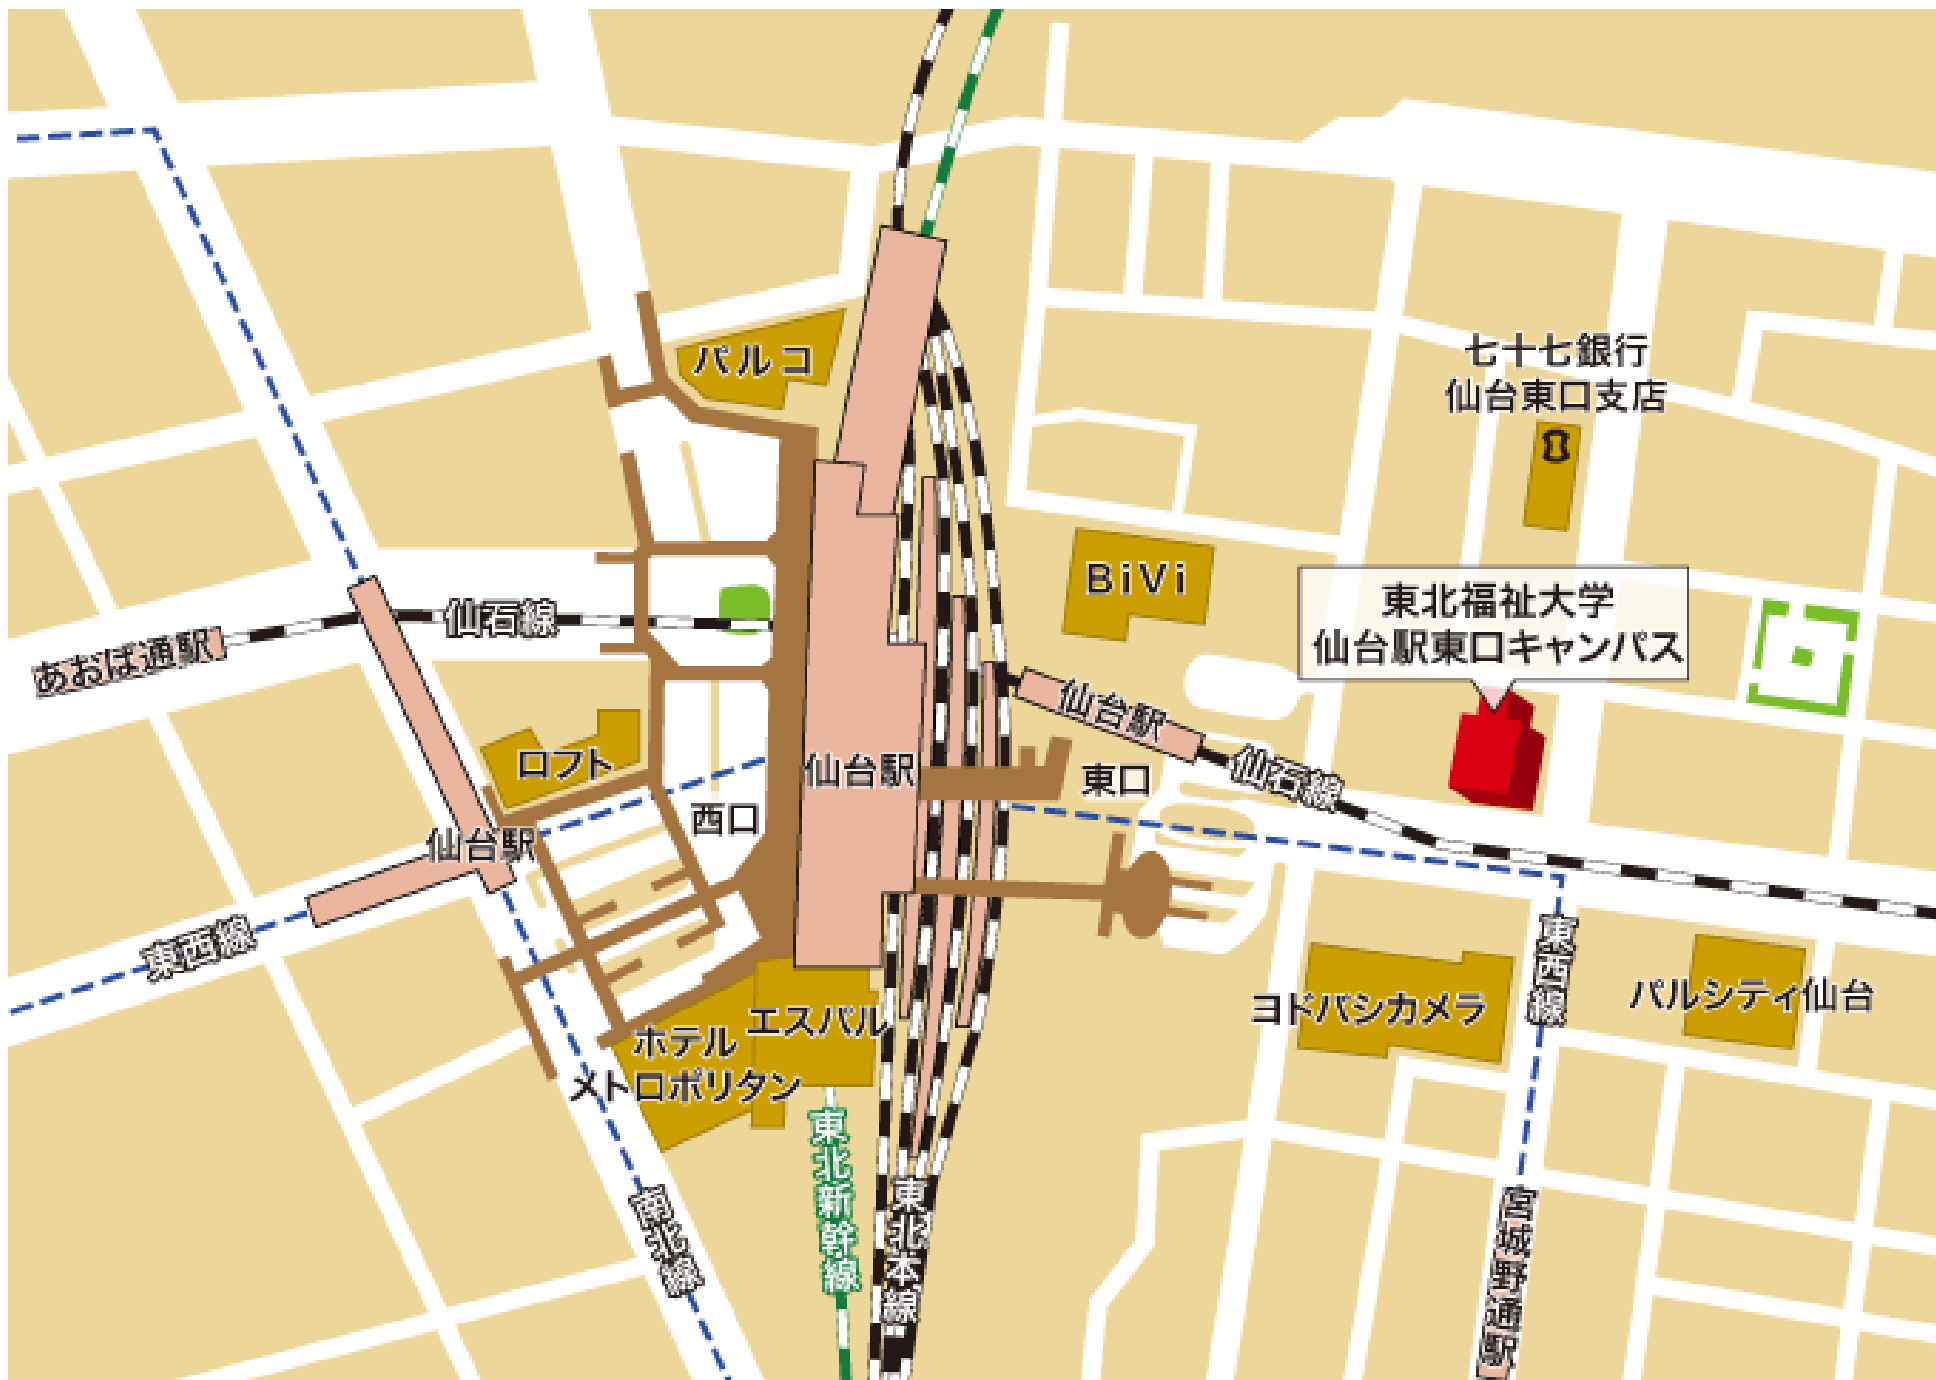 パルコ
七十七銀行
仙台東口支店
BiVi
東北福祉大学
仙台駅東口キャンパス
仙石線
あおば通駅
仙台駅
仙石線
ロフト
仙台駅
東口
西口
仙台駅
東西線
東西線
ヨドバシカメラ
パルシティ仙台
エスパル
ホテル
メトロポリタン
東北新幹線
東北本線
南北線
宮城野通駅